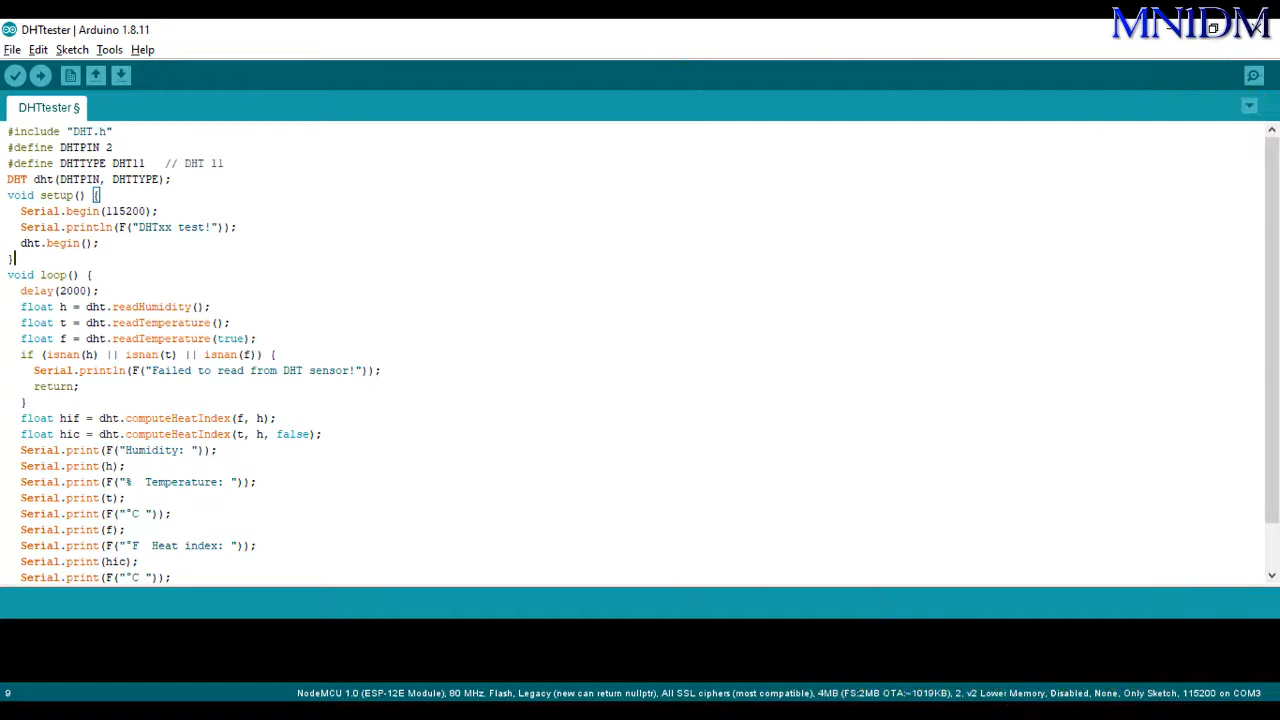 MN1DM
DHTtester | Arduino 1.8.11
File Edit Sketch Tools Help
DHTtester §
#include "DHT.h"
#define DHTPIN 2
#define DHTTYPE DHT11   // DHT 11
DHT dht(DHTPIN, DHTTYPE);
void setup() {
  Serial.begin(115200);
  Serial.println(F("DHTxx test!"));
  dht.begin();
}
void loop() {
  delay(2000);
  float h = dht.readHumidity();
  float t = dht.readTemperature();
  float f = dht.readTemperature(true);
  if (isnan(h) || isnan(t) || isnan(f)) {
    Serial.println(F("Failed to read from DHT sensor!"));
    return;
  }
  float hif = dht.computeHeatIndex(f, h);
  float hic = dht.computeHeatIndex(t, h, false);
  Serial.print(F("Humidity: "));
  Serial.print(h);
  Serial.print(F("%  Temperature: "));
  Serial.print(t);
  Serial.print(F("°C "));
  Serial.print(f);
  Serial.print(F("°F  Heat index: "));
  Serial.print(hic);
  Serial.print(F("°C "));
9 NodeMCU 1.0 (ESP-12E Module), 80 MHz, Flash, Legacy (new can return nullptr), All SSL ciphers (most compatible), 4MB (FS:2MB OTA:~1019KB), 2, v2 Lower Memory, Disabled, None, Only Sketch, 115200 on COM3